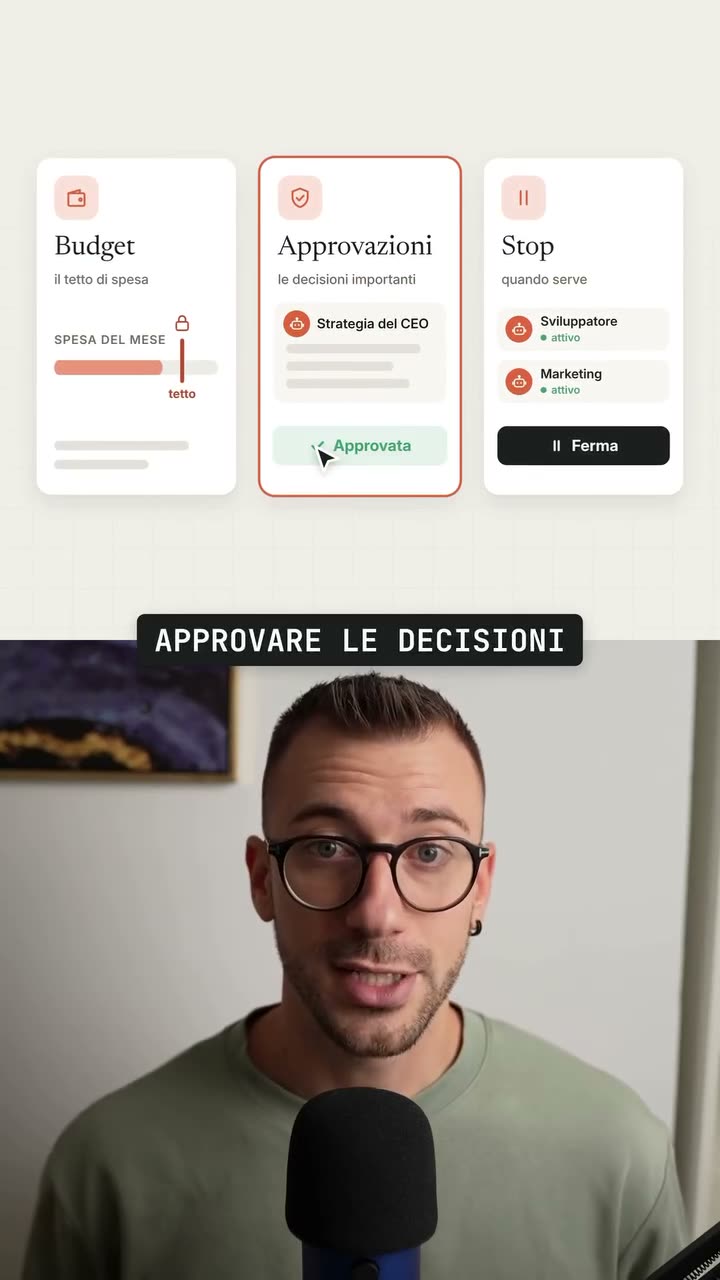 Budget
il tetto di spesa
SPESA DEL MESE
tetto
Approvazioni
le decisioni importanti
Strategia del CEO
Approvata
Stop
quando serve
Sviluppatore
attivo
Marketing
attivo
Ferma
APPROVARE LE DECISIONI